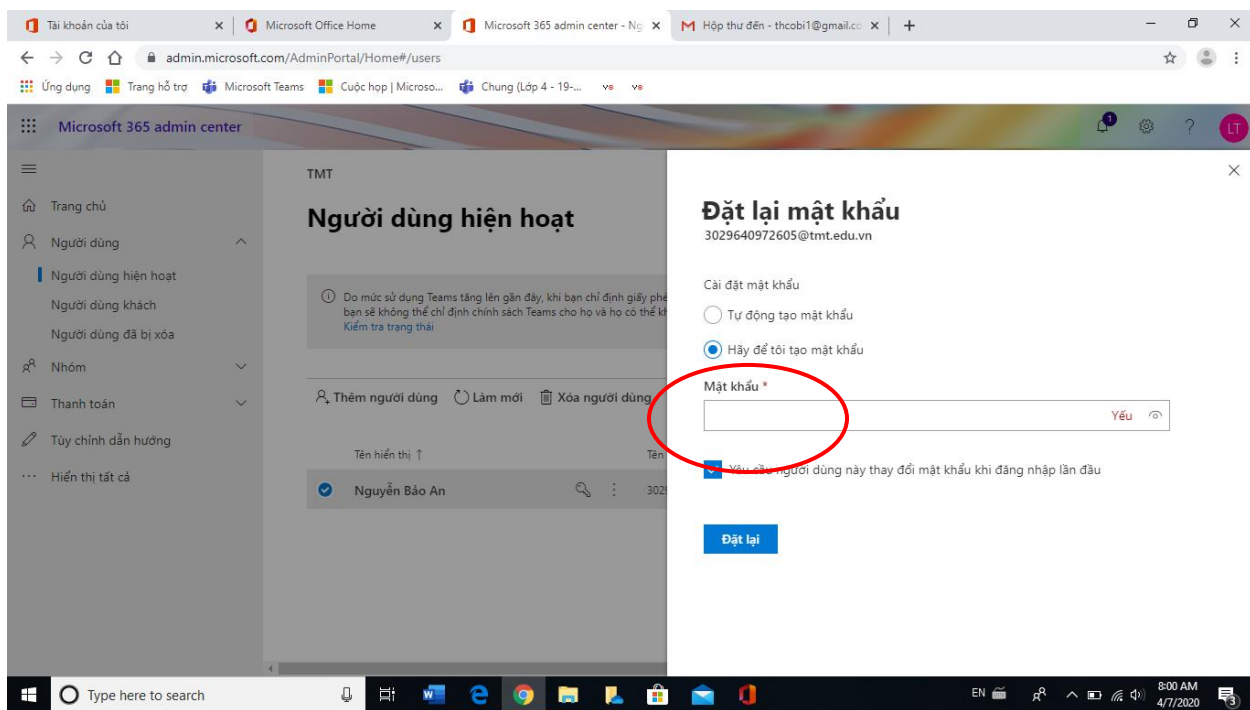 Tài khoản của tôi
Microsoft Office Home
Microsoft 365 admin center - Ng
Hộp thư đến - thcobi1@gmail.co
admin.microsoft.com/AdminPortal/Home#/users
Ứng dụng
Trang hỗ trợ
Microsoft Teams
Cuộc họp | Microso...
Chung (Lớp 4 - 19-...
Microsoft 365 admin center
1
?
LT
Trang chủ
Người dùng
Người dùng hiện hoạt
Người dùng khách
Người dùng đã bị xóa
Nhóm
Thanh toán
Tùy chỉnh dẫn hướng
Hiển thị tất cả
TMT
Người dùng hiện hoạt
Do mức sử dụng Teams tăng lên gần đây, khi bạn chỉ định giấy phé
bạn sẽ không thể chỉ định chính sách Teams cho họ và họ có thể kh
Kiểm tra trạng thái
Thêm người dùng
Làm mới
Xóa người dùng
Tên hiển thị ↑
Tên
Nguyễn Bảo An
302
Đặt lại mật khẩu
3029640972605@tmt.edu.vn
Cài đặt mật khẩu
Tự động tạo mật khẩu
Hãy để tôi tạo mật khẩu
Mật khẩu *
Yếu
Yêu cầu người dùng này thay đổi mật khẩu khi đăng nhập lần đầu
Đặt lại
Type here to search
EN
8:00 AM
4/7/2020
3